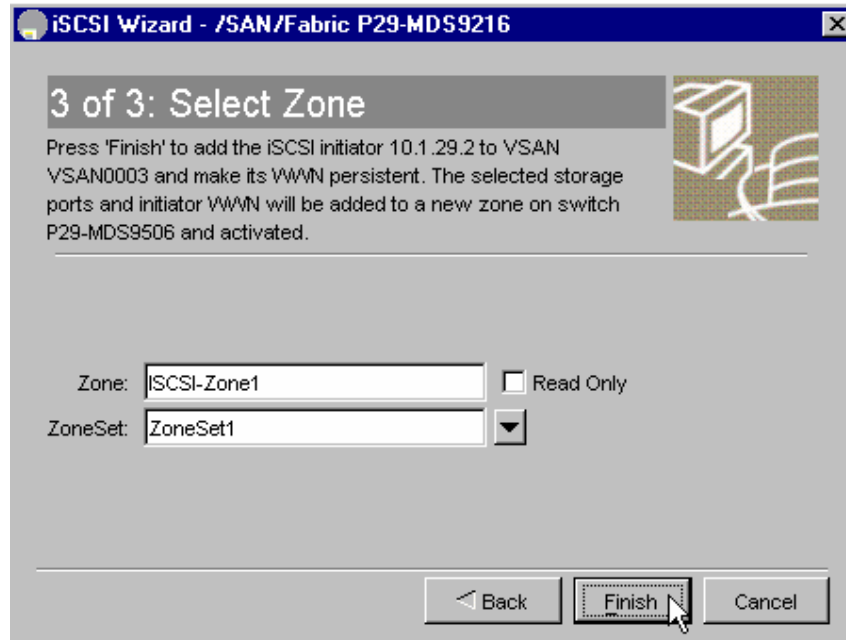 iSCSI Wizard - /SAN/Fabric P29-MDS9216
3 of 3: Select Zone
Press 'Finish' to add the iSCSI initiator 10.1.29.2 to VSAN
VSAN0003 and make its WWN persistent. The selected storage
ports and initiator WWN will be added to a new zone on switch
P29-MDS9506 and activated.
Zone: ISCSI-Zone1 Read Only
ZoneSet: ZoneSet1
Back Finish Cancel